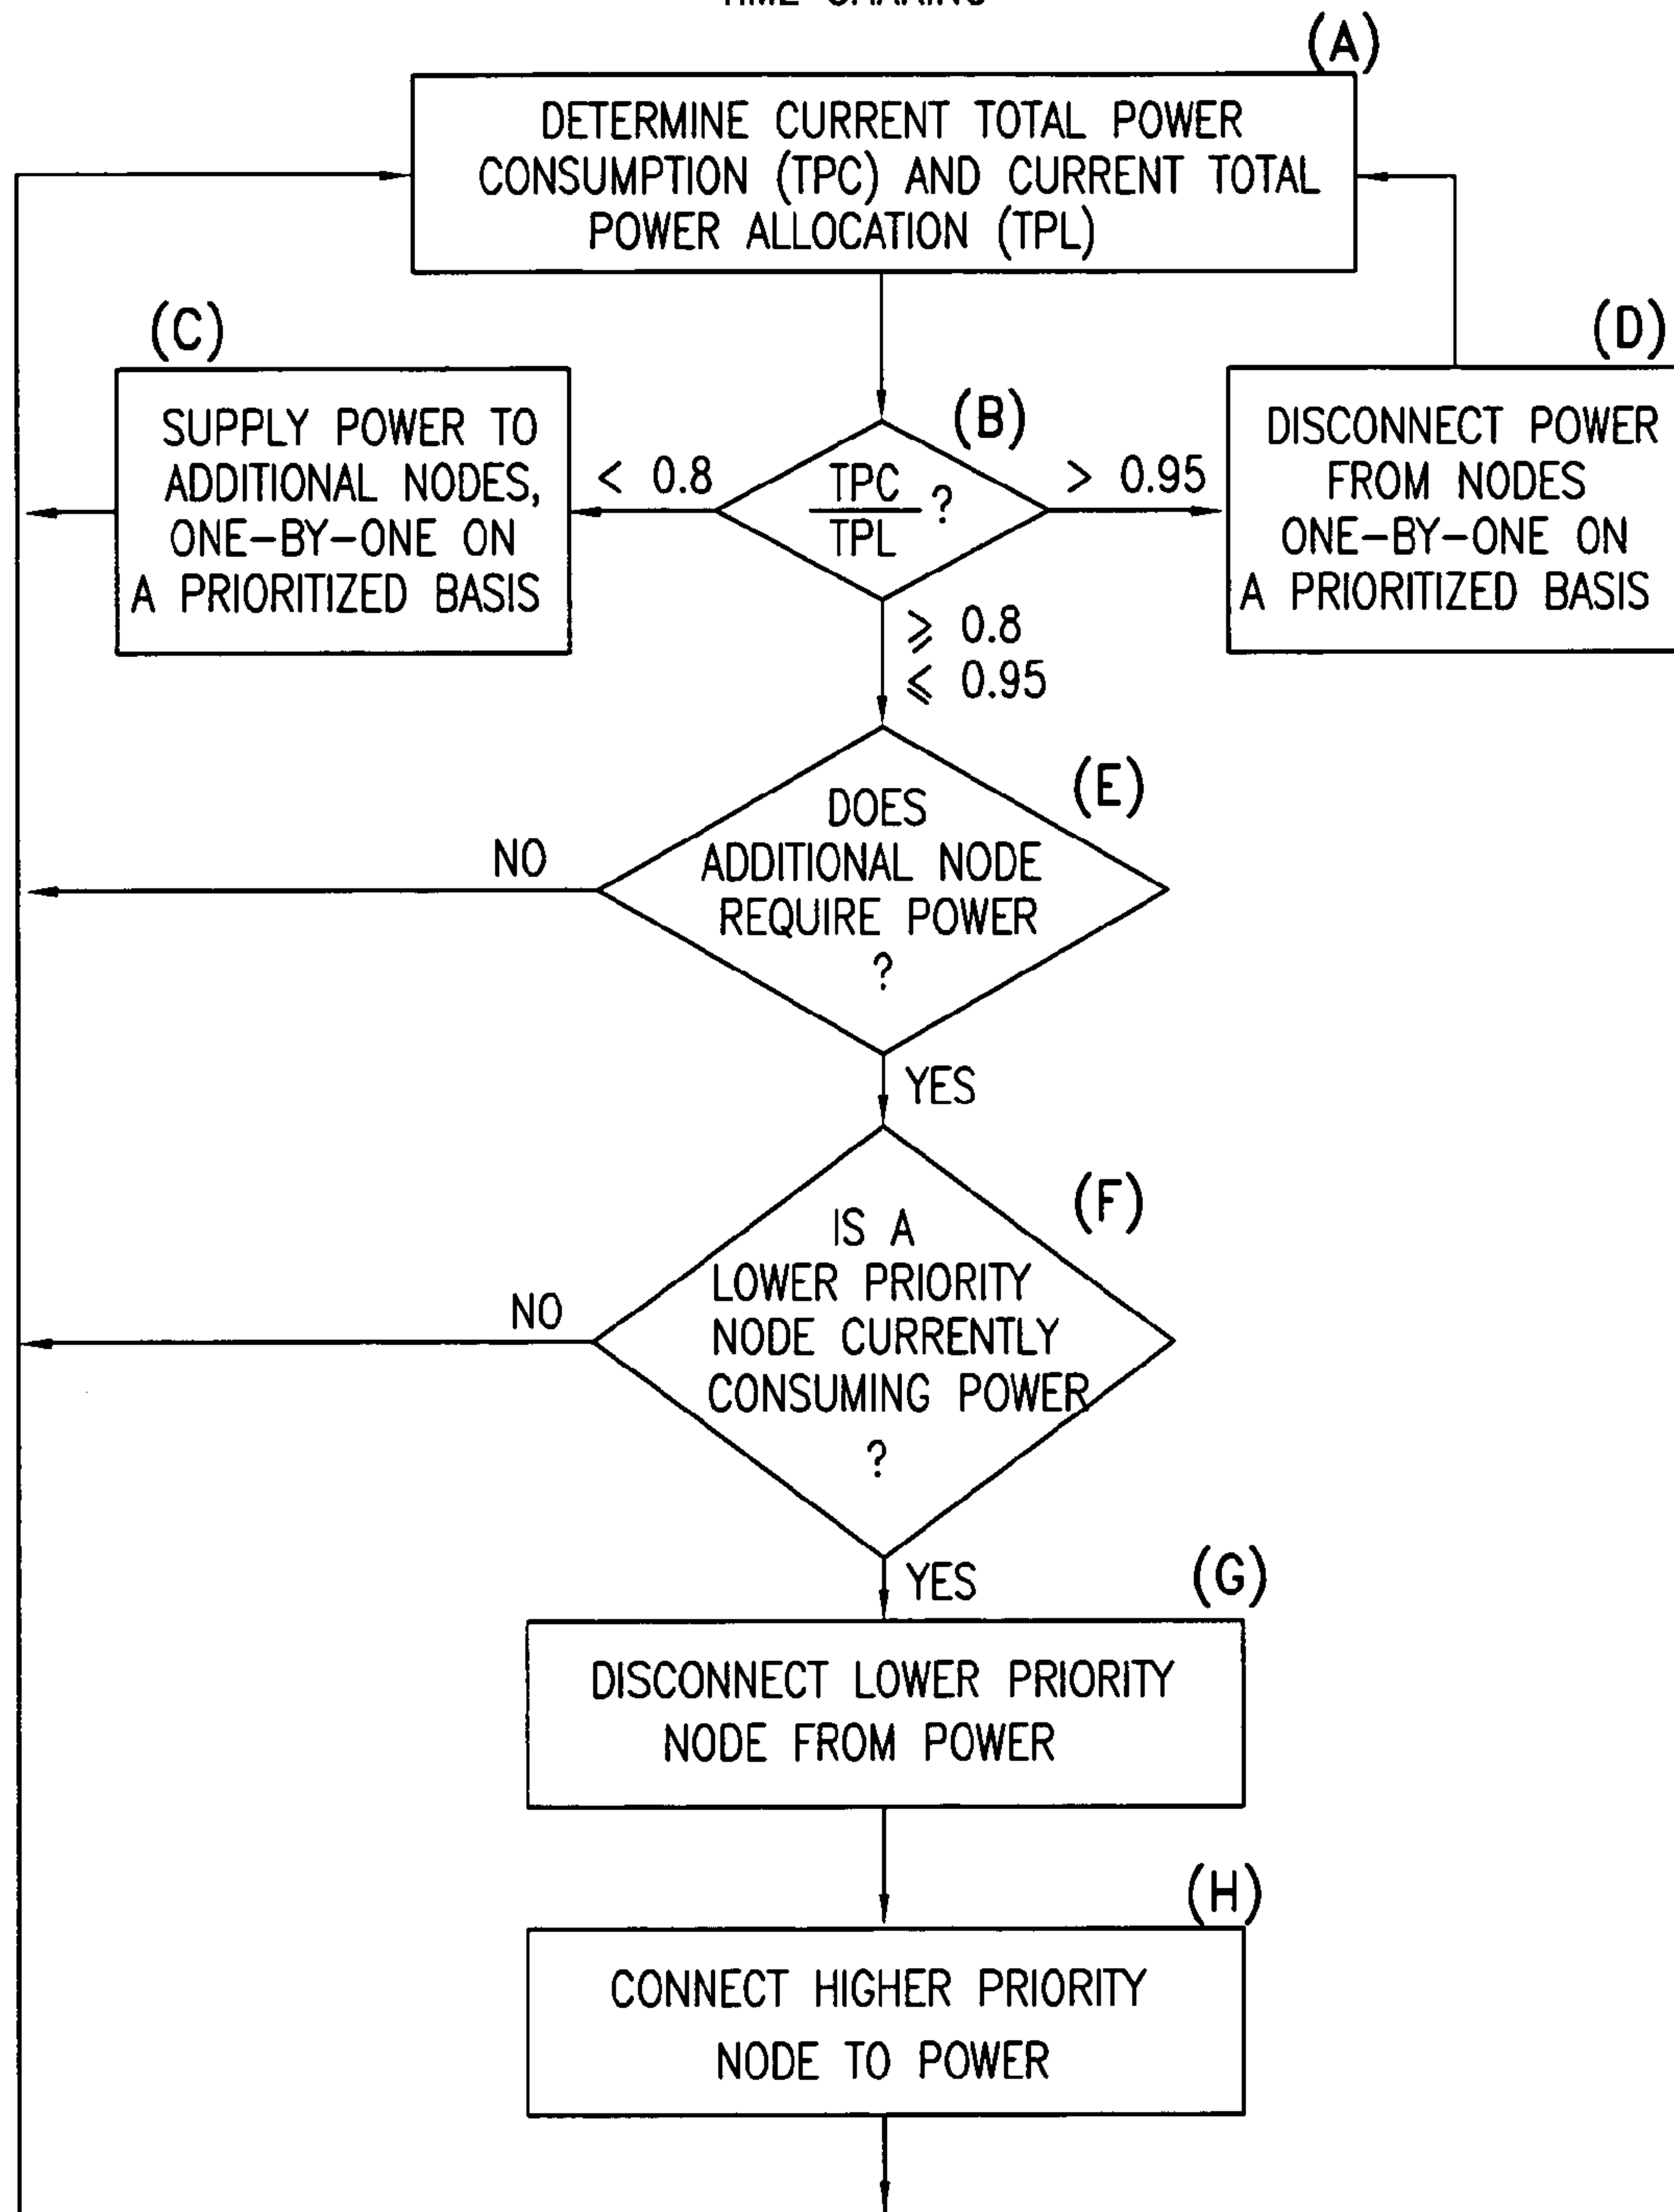 (A)
DETERMINE CURRENT TOTAL POWER
CONSUMPTION (TPC) AND CURRENT TOTAL
POWER ALLOCATION (TPL)
(C)
(D)
SUPPLY POWER TO
ADDITIONAL NODES,
ONE-BY-ONE ON
A PRIORITIZED BASIS
< 0.8
(B)
TPC
TPL
?
> 0.95
DISCONNECT POWER
FROM NODES
ONE-BY-ONE ON
A PRIORITIZED BASIS
⩾ 0.8
⩽ 0.95
(E)
DOES
ADDITIONAL NODE
REQUIRE POWER
?
NO
YES
(F)
IS A
LOWER PRIORITY
NODE CURRENTLY
CONSUMING POWER
?
NO
YES
(G)
DISCONNECT LOWER PRIORITY
NODE FROM POWER
(H)
CONNECT HIGHER PRIORITY
NODE TO POWER